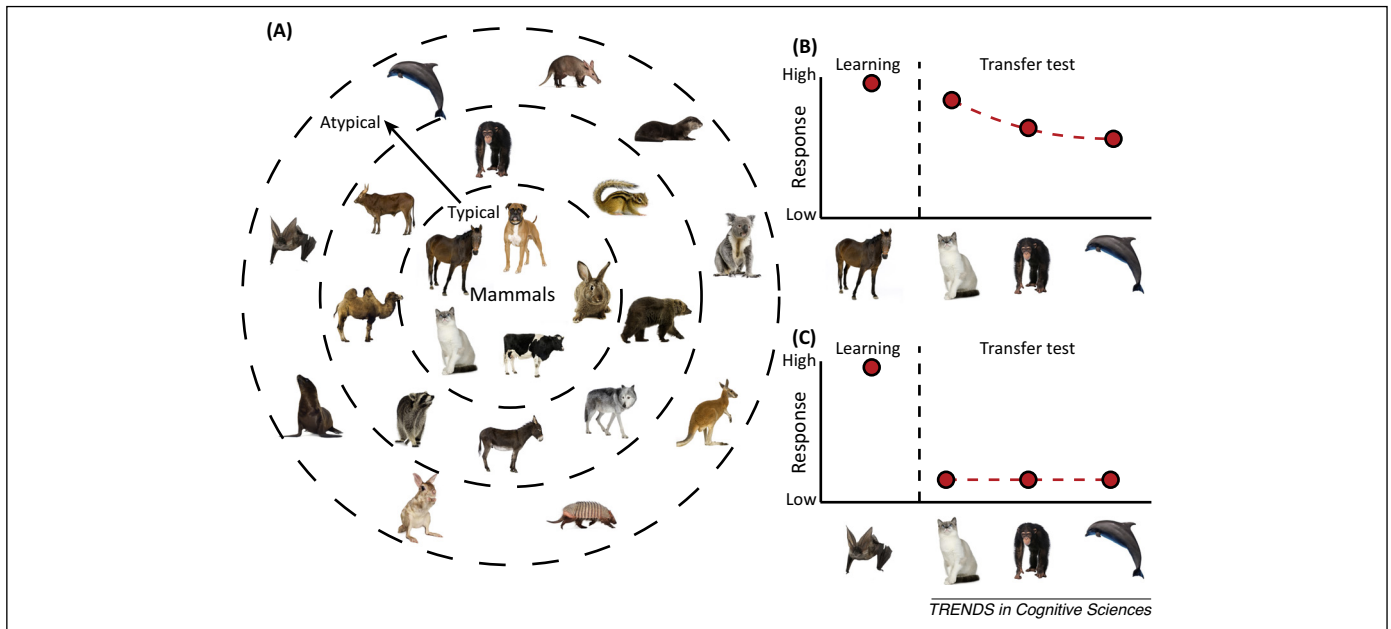 (A)
Atypical
Typical
Mammals
(B)
Learning
Transfer test
High
Response
Low
(C)
Learning
Transfer test
High
Response
Low
TRENDS in Cognitive Sciences